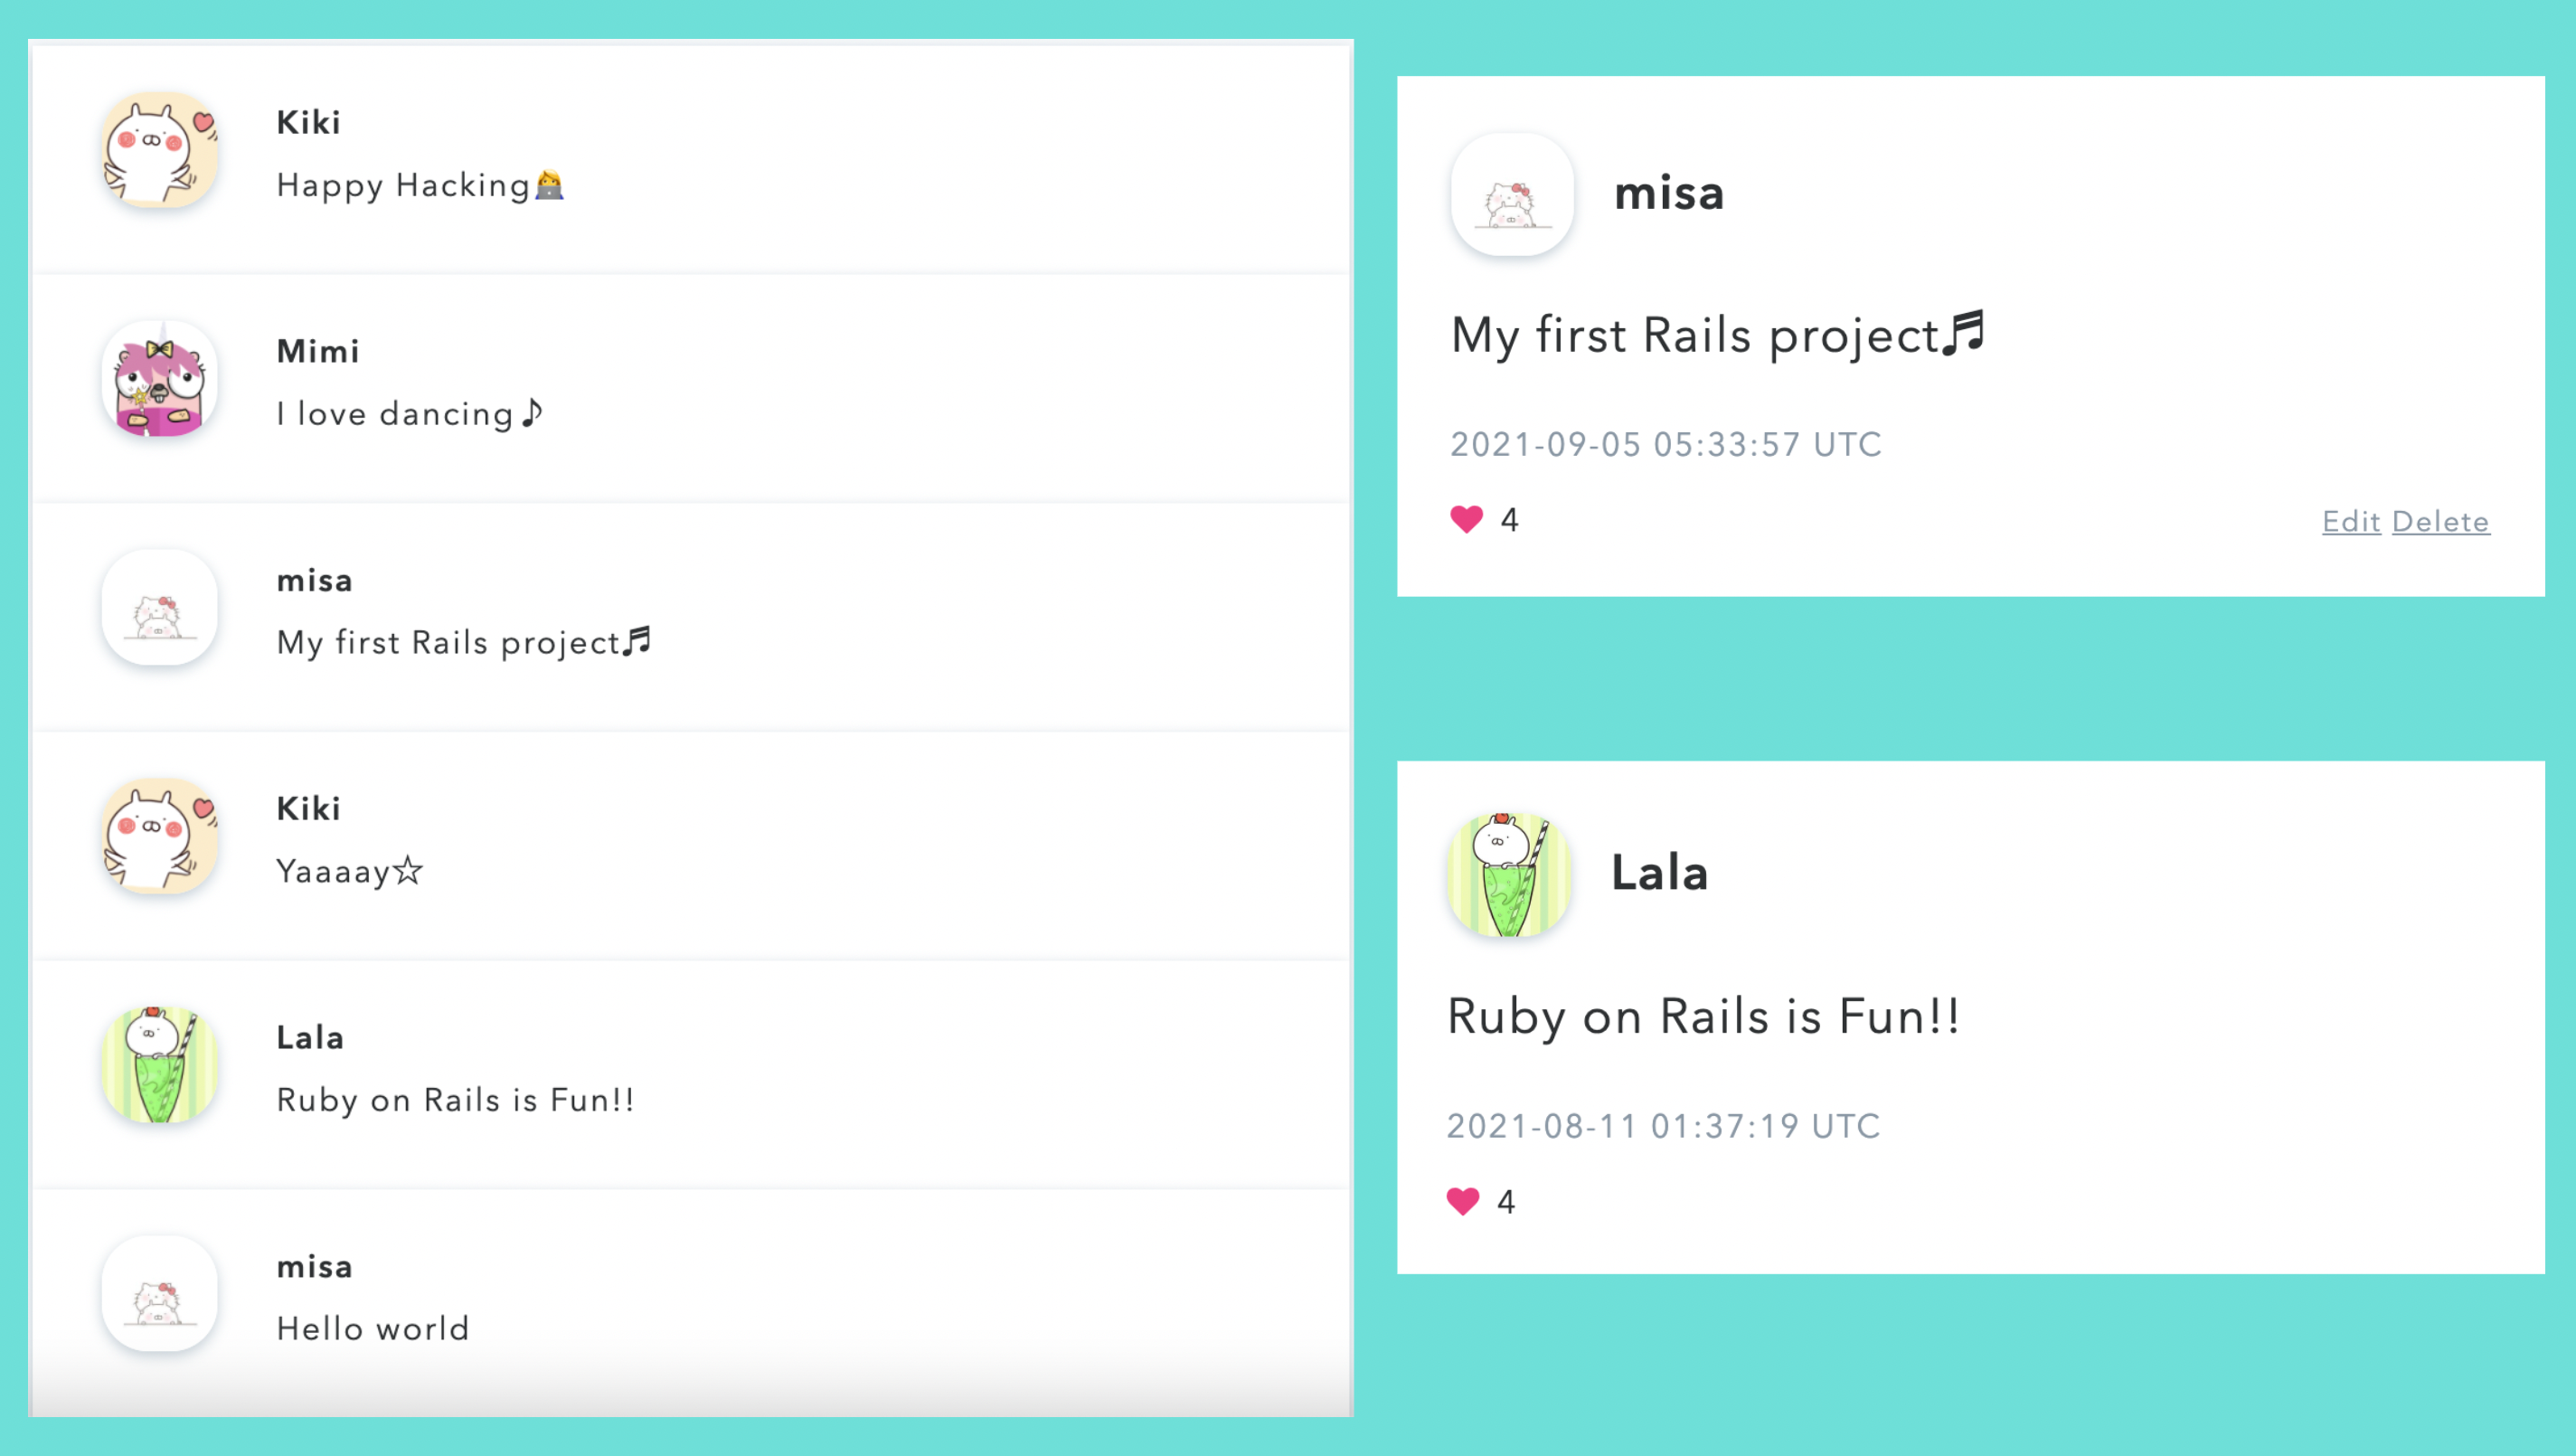 Kiki
Happy Hacking👩‍💻
Mimi
I love dancing♪
misa
My first Rails project🎵
Kiki
Yaaaay☆
Lala
Ruby on Rails is Fun!!
misa
Hello world
misa
My first Rails project🎵
2021-09-05 05:33:57 UTC
4
Edit Delete
Lala
Ruby on Rails is Fun!!
2021-08-11 01:37:19 UTC
4